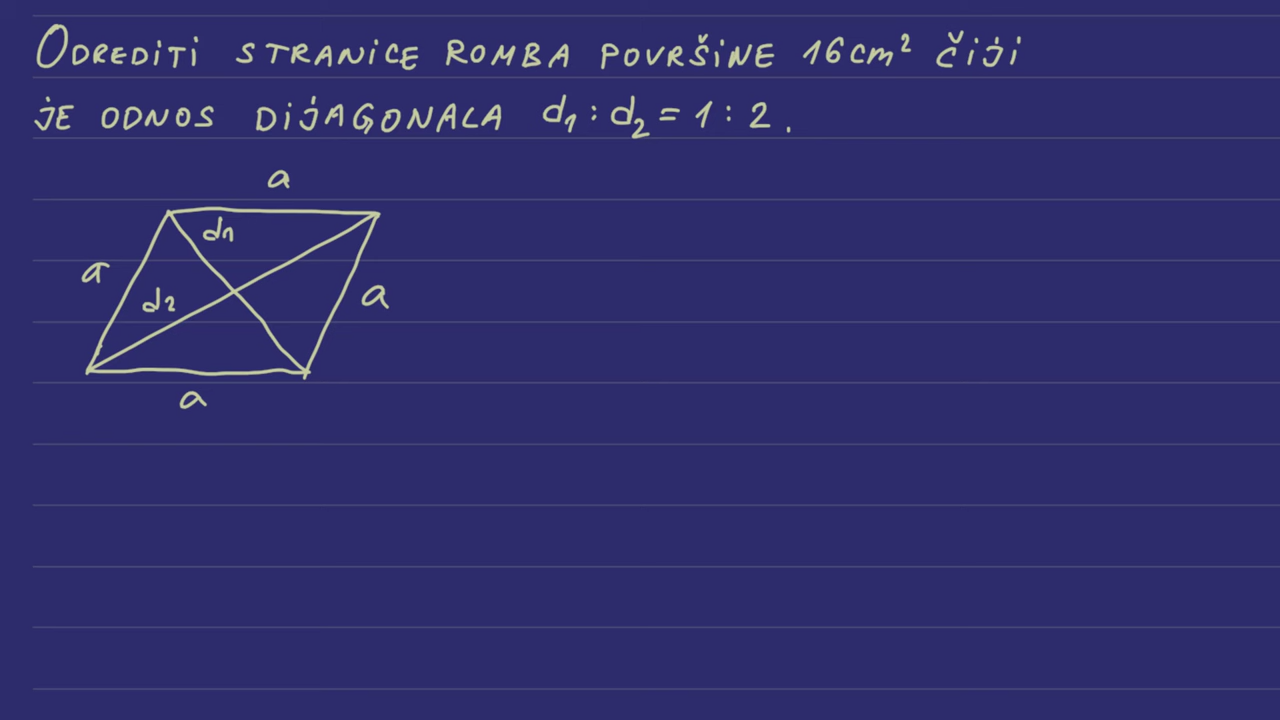 ODREDITI STRANICE ROMBA POVRŠINE 16cm² ČIJI
JE ODNOS DIJAGONALA d₁ : d₂ = 1 : 2 .
a
d1
a
d2
a
a